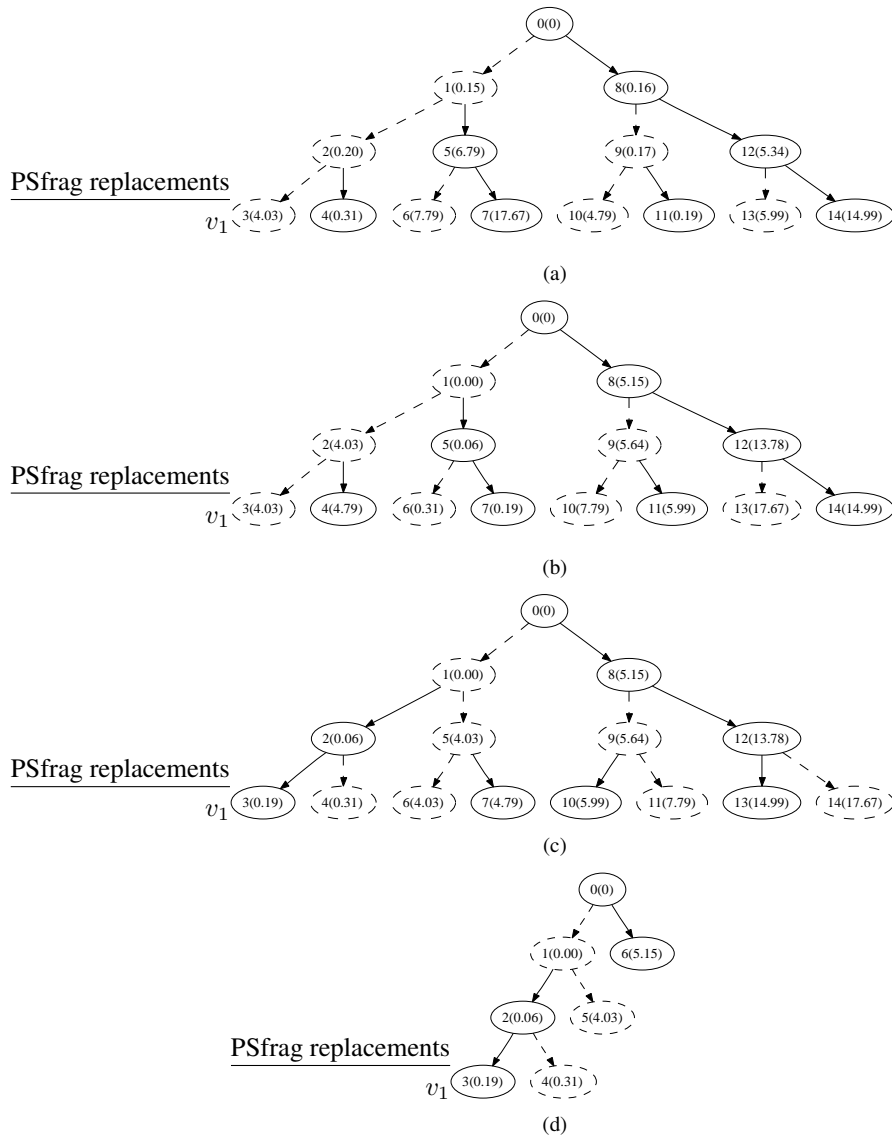 0(0)
1(0.15) 8(0.16)
2(0.20) 5(6.79) 9(0.17) 12(5.34)
PSfrag replacements
3(4.03) 4(0.31) 6(7.79) 7(17.67) 10(4.79) 11(0.19) 13(5.99) 14(14.99)
v1
(a)
0(0)
1(0.00) 8(5.15)
2(4.03) 5(0.06) 9(5.64) 12(13.78)
PSfrag replacements
3(4.03) 4(4.79) 6(0.31) 7(0.19) 10(7.79) 11(5.99) 13(17.67) 14(14.99)
v1
(b)
0(0)
1(0.00) 8(5.15)
2(0.06) 5(4.03) 9(5.64) 12(13.78)
PSfrag replacements
3(0.19) 4(0.31) 6(4.03) 7(4.79) 10(5.99) 11(7.79) 13(14.99) 14(17.67)
v1
(c)
0(0)
1(0.00) 6(5.15)
2(0.06) 5(4.03)
PSfrag replacements
3(0.19) 4(0.31)
v1
(d)